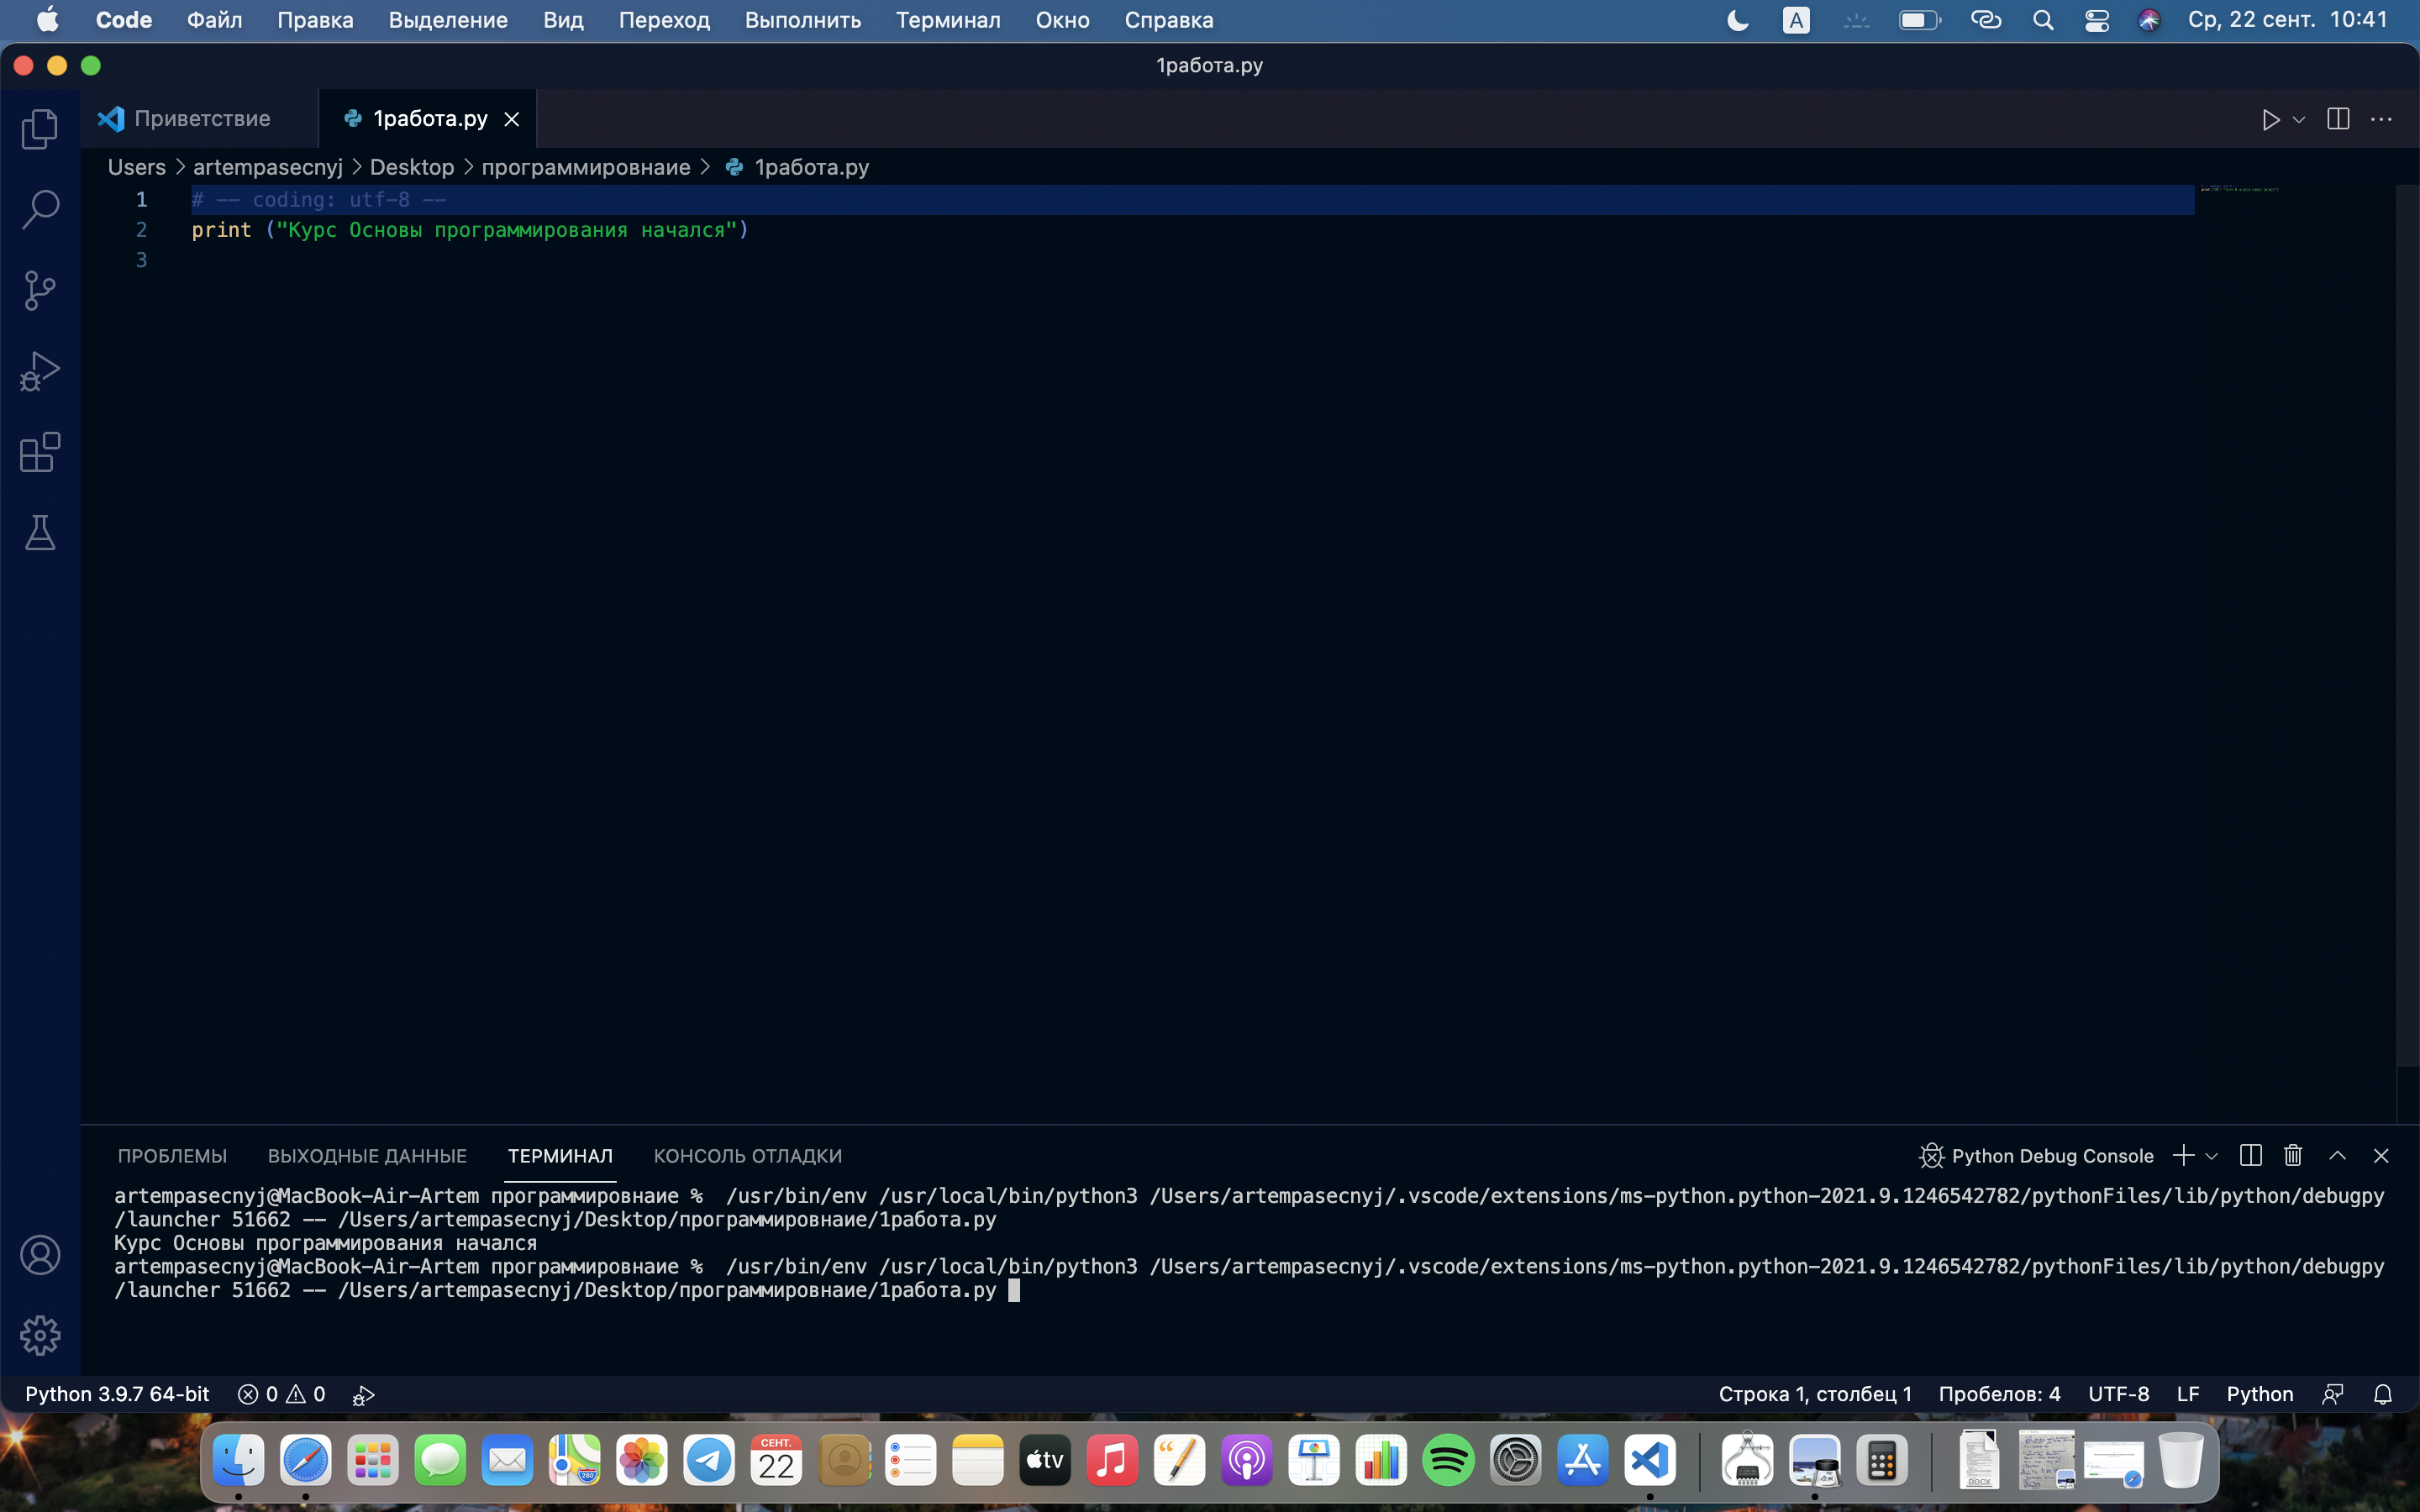 Code Файл Правка Выделение Вид Переход Выполнить Терминал Окно Справка A Ср, 22 сент. 10:41
1работа.py
Приветствие 1работа.py
Users > artempasecnyj > Desktop > программировнаие > 1работа.py
1 # -- coding: utf-8 --
2 print ("Курс Основы программирования начался")
3
ПРОБЛЕМЫ ВЫХОДНЫЕ ДАННЫЕ ТЕРМИНАЛ КОНСОЛЬ ОТЛАДКИ Python Debug Console
artempasecnyj@MacBook-Air-Artem программировнаие % /usr/bin/env /usr/local/bin/python3 /Users/artempasecnyj/.vscode/extensions/ms-python.python-2021.9.1246542782/pythonFiles/lib/python/debugpy
/launcher 51662 -- /Users/artempasecnyj/Desktop/программировнаие/1работа.py
Курс Основы программирования начался
artempasecnyj@MacBook-Air-Artem программировнаие % /usr/bin/env /usr/local/bin/python3 /Users/artempasecnyj/.vscode/extensions/ms-python.python-2021.9.1246542782/pythonFiles/lib/python/debugpy
/launcher 51662 -- /Users/artempasecnyj/Desktop/программировнаие/1работа.py
Python 3.9.7 64-bit 0 0 Строка 1, столбец 1 Пробелов: 4 UTF-8 LF Python
280 СЕНТ. 22 tv DOCX